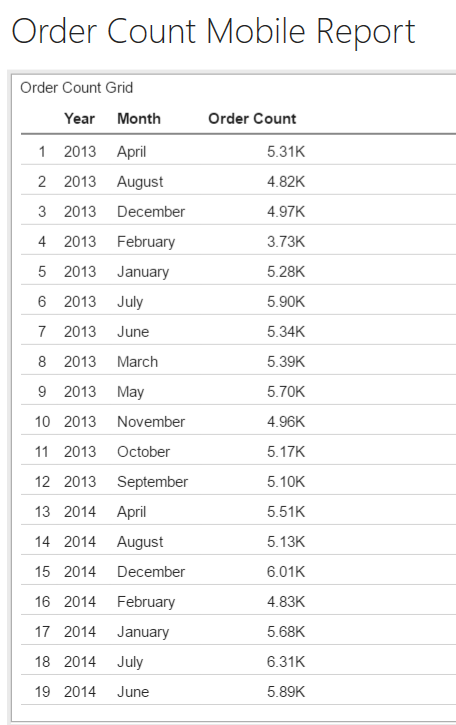 Order Count Mobile Report
Order Count Grid
Year Month Order Count
1 2013 April 5.31K
2 2013 August 4.82K
3 2013 December 4.97K
4 2013 February 3.73K
5 2013 January 5.28K
6 2013 July 5.90K
7 2013 June 5.34K
8 2013 March 5.39K
9 2013 May 5.70K
10 2013 November 4.96K
11 2013 October 5.17K
12 2013 September 5.10K
13 2014 April 5.51K
14 2014 August 5.13K
15 2014 December 6.01K
16 2014 February 4.83K
17 2014 January 5.68K
18 2014 July 6.31K
19 2014 June 5.89K